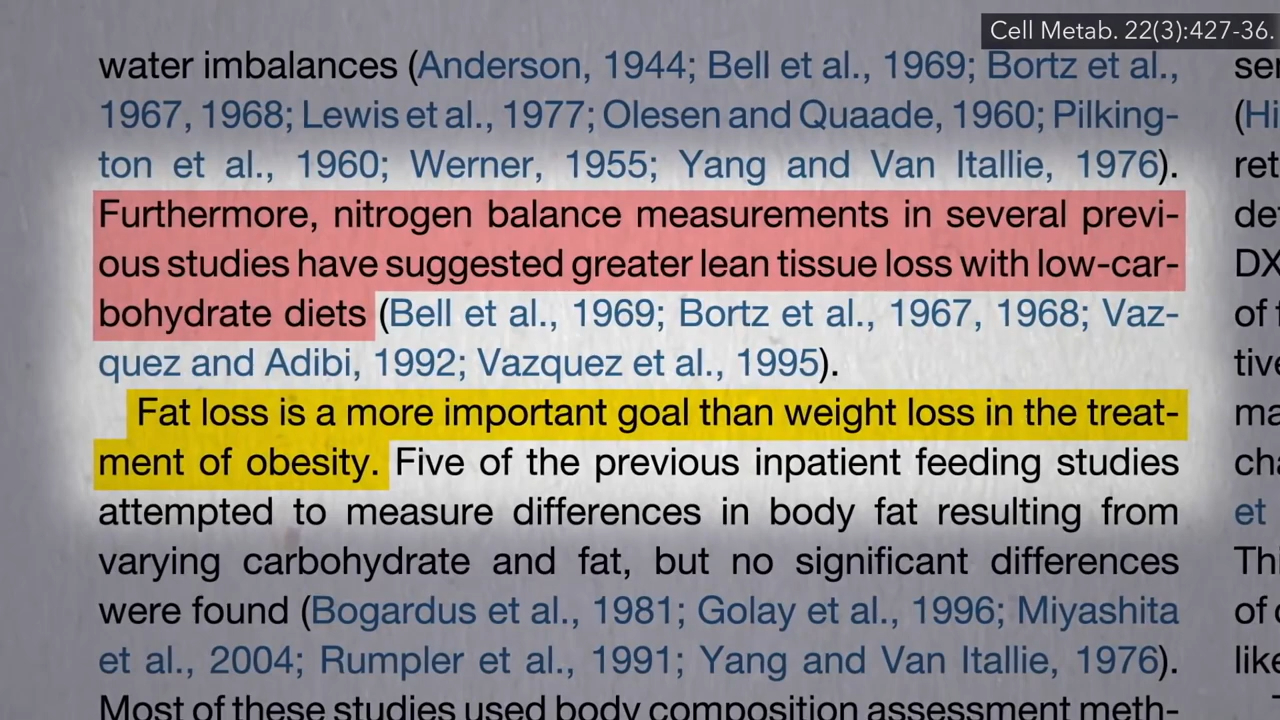 Cell Metab. 22(3):427-36.
water imbalances (Anderson, 1944; Bell et al., 1969; Bortz et al.,
1967, 1968; Lewis et al., 1977; Olesen and Quaade, 1960; Pilking-
ton et al., 1960; Werner, 1955; Yang and Van Itallie, 1976).
Furthermore, nitrogen balance measurements in several previ-
ous studies have suggested greater lean tissue loss with low-car-
bohydrate diets (Bell et al., 1969; Bortz et al., 1967, 1968; Vaz-
quez and Adibi, 1992; Vazquez et al., 1995).
Fat loss is a more important goal than weight loss in the treat-
ment of obesity. Five of the previous inpatient feeding studies
attempted to measure differences in body fat resulting from
varying carbohydrate and fat, but no significant differences
were found (Bogardus et al., 1981; Golay et al., 1996; Miyashita
et al., 2004; Rumpler et al., 1991; Yang and Van Itallie, 1976).
Most of these studies used body composition assessment meth-